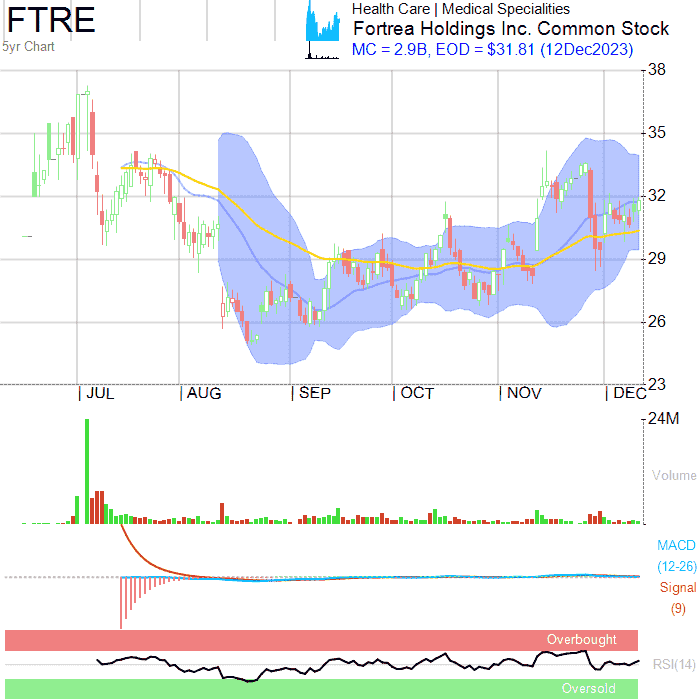 FTRE
5yr Chart
Health Care | Medical Specialities
Fortrea Holdings Inc. Common Stock
MC = 2.9B, EOD = $31.81 (12Dec2023)
38
35
32
29
26
23
| JUL | AUG | SEP | OCT | NOV | DEC
24M
Volume
MACD
(12-26)
Signal
(9)
Overbought
RSI(14)
Oversold